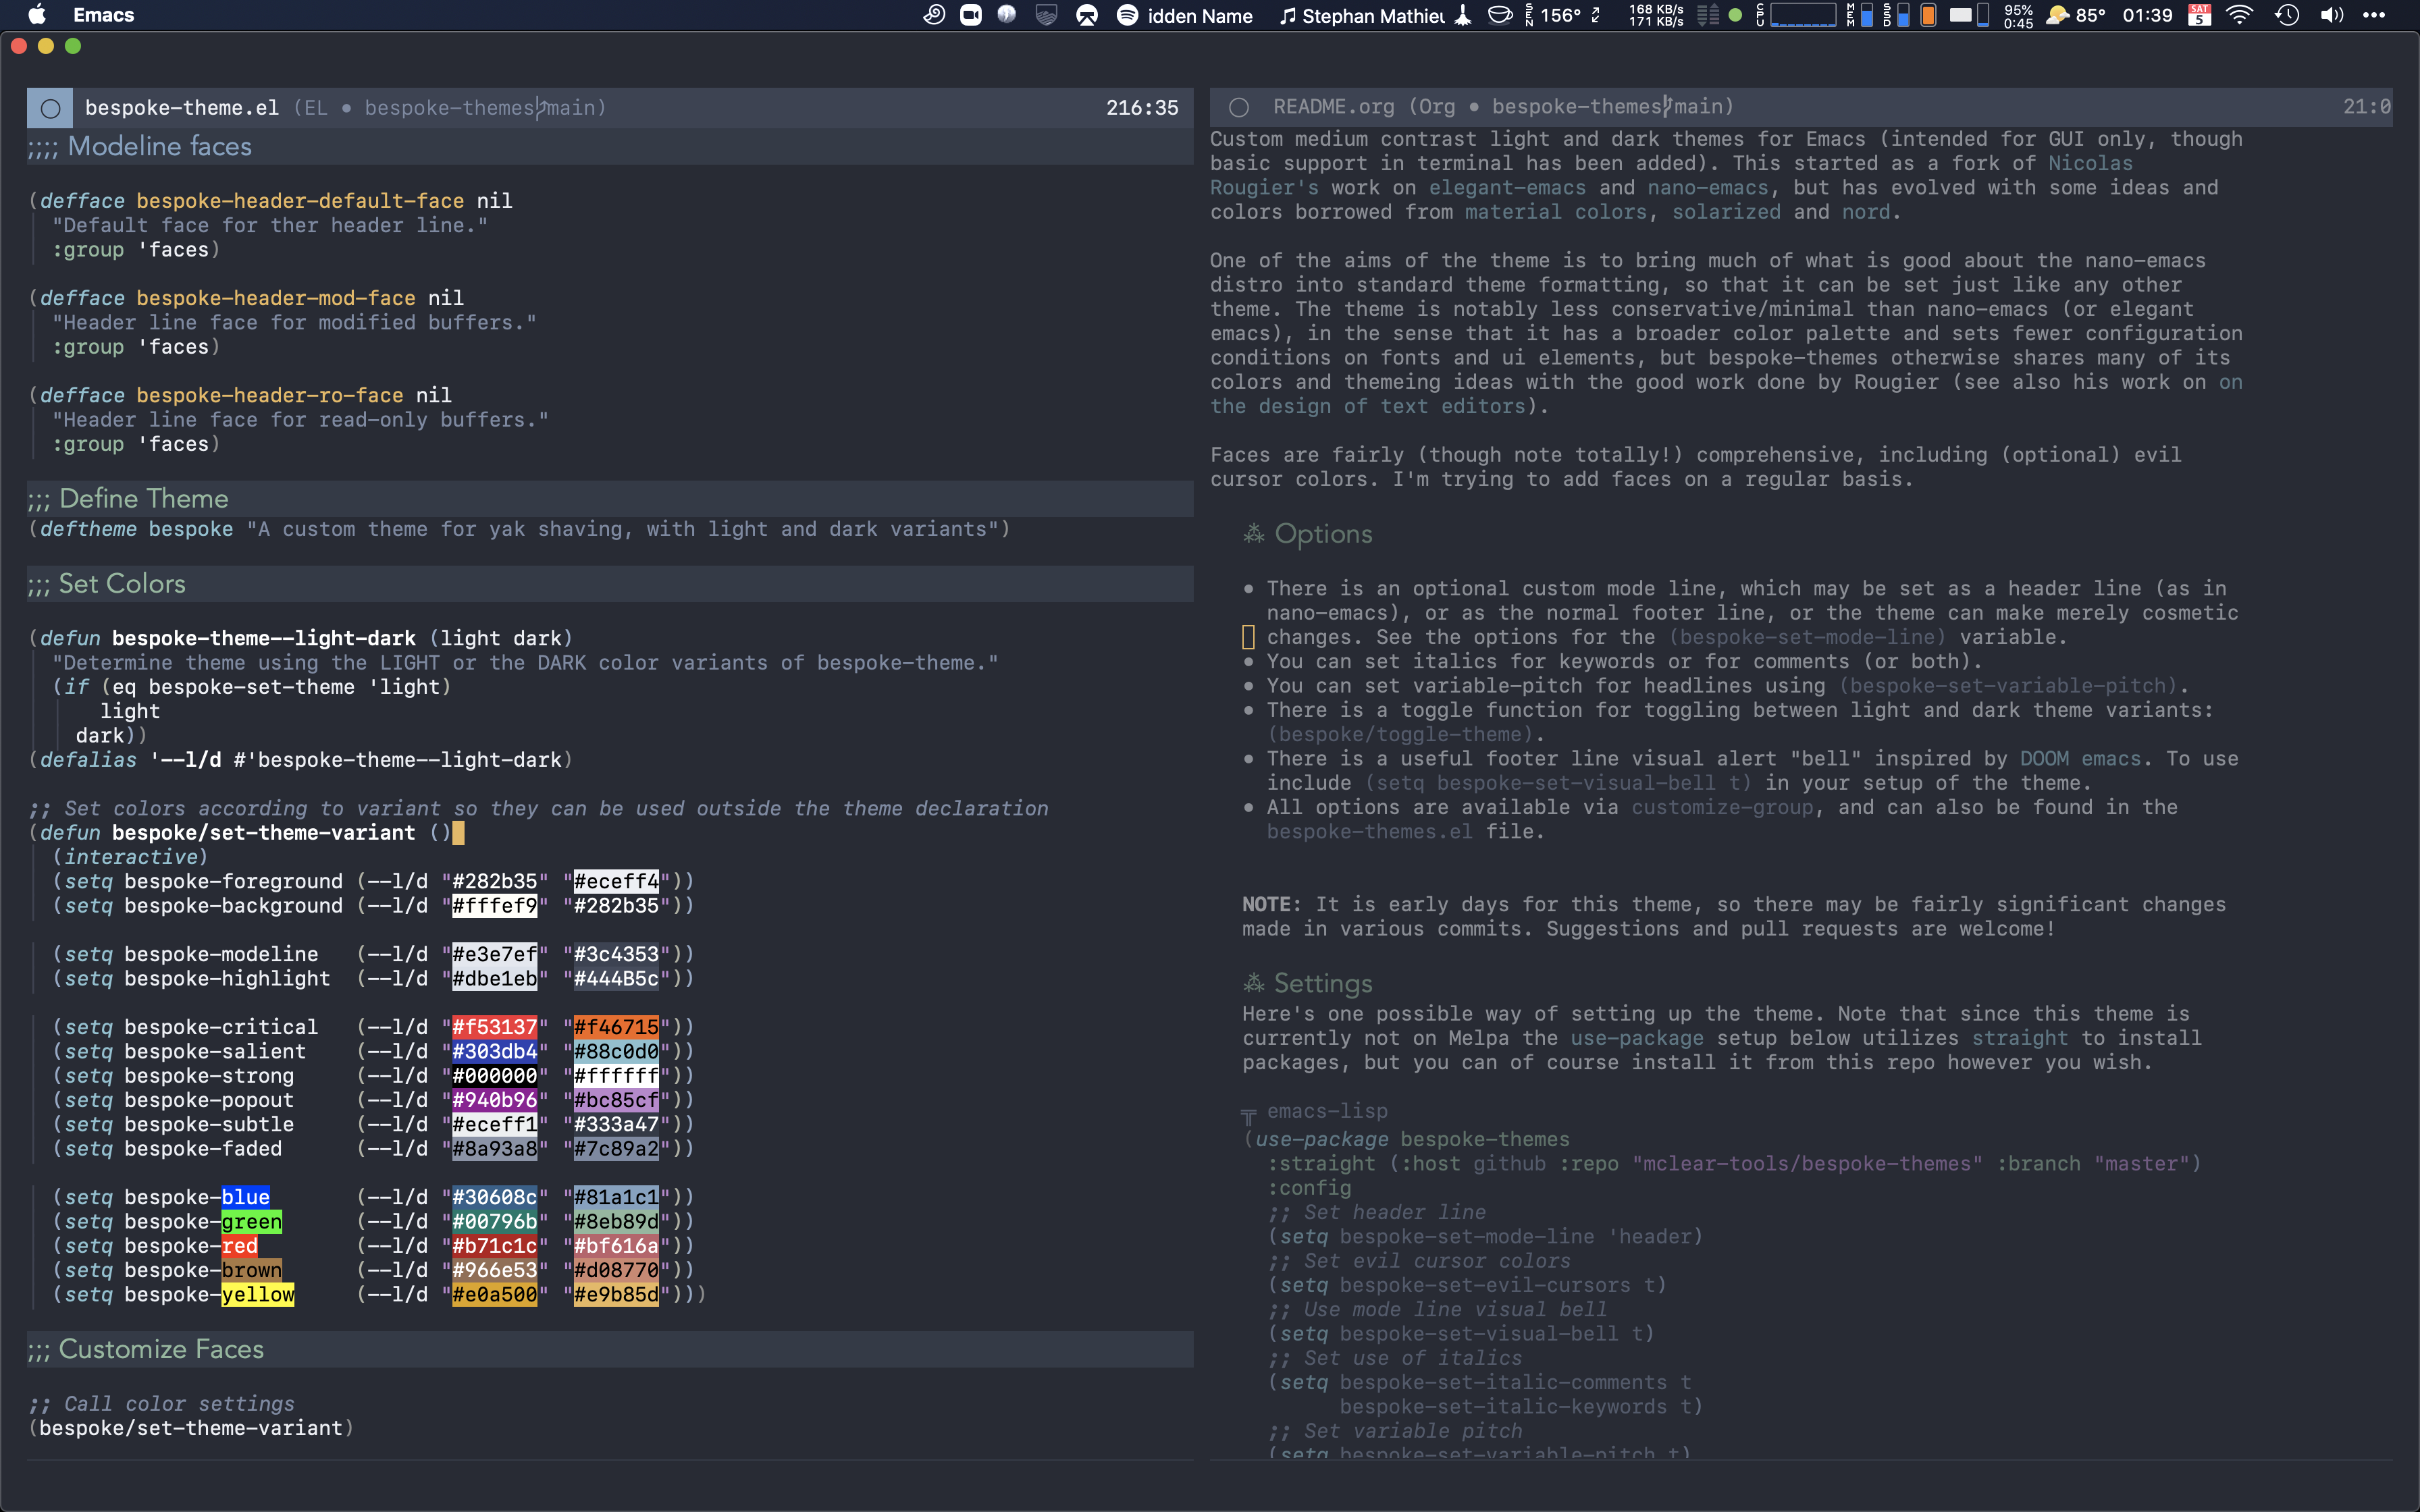 Emacs
idden Name
♫ Stephan Mathieu
SEN 156°
168 KB/s
171 KB/s
CPU
MEM
SSD
95%
0:45
85°
01:39
SAT
5
bespoke-theme.el (EL • bespoke-themes main)
216:35
;;;; Modeline faces
(defface bespoke-header-default-face nil
"Default face for ther header line."
:group 'faces)
(defface bespoke-header-mod-face nil
"Header line face for modified buffers."
:group 'faces)
(defface bespoke-header-ro-face nil
"Header line face for read-only buffers."
:group 'faces)
;;; Define Theme
(deftheme bespoke "A custom theme for yak shaving, with light and dark variants")
;;; Set Colors
(defun bespoke-theme--light-dark (light dark)
"Determine theme using the LIGHT or the DARK color variants of bespoke-theme."
(if (eq bespoke-set-theme 'light)
light
dark))
(defalias '--l/d #'bespoke-theme--light-dark)
;; Set colors according to variant so they can be used outside the theme declaration
(defun bespoke/set-theme-variant ()
(interactive)
(setq bespoke-foreground (--l/d "#282b35" "#eceff4"))
(setq bespoke-background (--l/d "#fffef9" "#282b35"))
(setq bespoke-modeline (--l/d "#e3e7ef" "#3c4353"))
(setq bespoke-highlight (--l/d "#dbe1eb" "#444B5c"))
(setq bespoke-critical (--l/d "#f53137" "#f46715"))
(setq bespoke-salient (--l/d "#303db4" "#88c0d0"))
(setq bespoke-strong (--l/d "#000000" "#ffffff"))
(setq bespoke-popout (--l/d "#940b96" "#bc85cf"))
(setq bespoke-subtle (--l/d "#eceff1" "#333a47"))
(setq bespoke-faded (--l/d "#8a93a8" "#7c89a2"))
(setq bespoke-blue (--l/d "#30608c" "#81a1c1"))
(setq bespoke-green (--l/d "#00796b" "#8eb89d"))
(setq bespoke-red (--l/d "#b71c1c" "#bf616a"))
(setq bespoke-brown (--l/d "#966e53" "#d08770"))
(setq bespoke-yellow (--l/d "#e0a500" "#e9b85d")))
;;; Customize Faces
;; Call color settings
(bespoke/set-theme-variant)
README.org (Org • bespoke-themes main)
21:0
Custom medium contrast light and dark themes for Emacs (intended for GUI only, though
basic support in terminal has been added). This started as a fork of Nicolas
Rougier's work on elegant-emacs and nano-emacs, but has evolved with some ideas and
colors borrowed from material colors, solarized and nord.
One of the aims of the theme is to bring much of what is good about the nano-emacs
distro into standard theme formatting, so that it can be set just like any other
theme. The theme is notably less conservative/minimal than nano-emacs (or elegant
emacs), in the sense that it has a broader color palette and sets fewer configuration
conditions on fonts and ui elements, but bespoke-themes otherwise shares many of its
colors and themeing ideas with the good work done by Rougier (see also his work on on
the design of text editors).
Faces are fairly (though note totally!) comprehensive, including (optional) evil
cursor colors. I'm trying to add faces on a regular basis.
⁂ Options
• There is an optional custom mode line, which may be set as a header line (as in
nano-emacs), or as the normal footer line, or the theme can make merely cosmetic
changes. See the options for the (bespoke-set-mode-line) variable.
• You can set italics for keywords or for comments (or both).
• You can set variable-pitch for headlines using (bespoke-set-variable-pitch).
• There is a toggle function for toggling between light and dark theme variants:
(bespoke/toggle-theme).
• There is a useful footer line visual alert "bell" inspired by DOOM emacs. To use
include (setq bespoke-set-visual-bell t) in your setup of the theme.
• All options are available via customize-group, and can also be found in the
bespoke-themes.el file.
NOTE: It is early days for this theme, so there may be fairly significant changes
made in various commits. Suggestions and pull requests are welcome!
⁂ Settings
Here's one possible way of setting up the theme. Note that since this theme is
currently not on Melpa the use-package setup below utilizes straight to install
packages, but you can of course install it from this repo however you wish.
╦ emacs-lisp
(use-package bespoke-themes
:straight (:host github :repo "mclear-tools/bespoke-themes" :branch "master")
:config
;; Set header line
(setq bespoke-set-mode-line 'header)
;; Set evil cursor colors
(setq bespoke-set-evil-cursors t)
;; Use mode line visual bell
(setq bespoke-set-visual-bell t)
;; Set use of italics
(setq bespoke-set-italic-comments t
bespoke-set-italic-keywords t)
;; Set variable pitch
(setq bespoke-set-variable-pitch t)